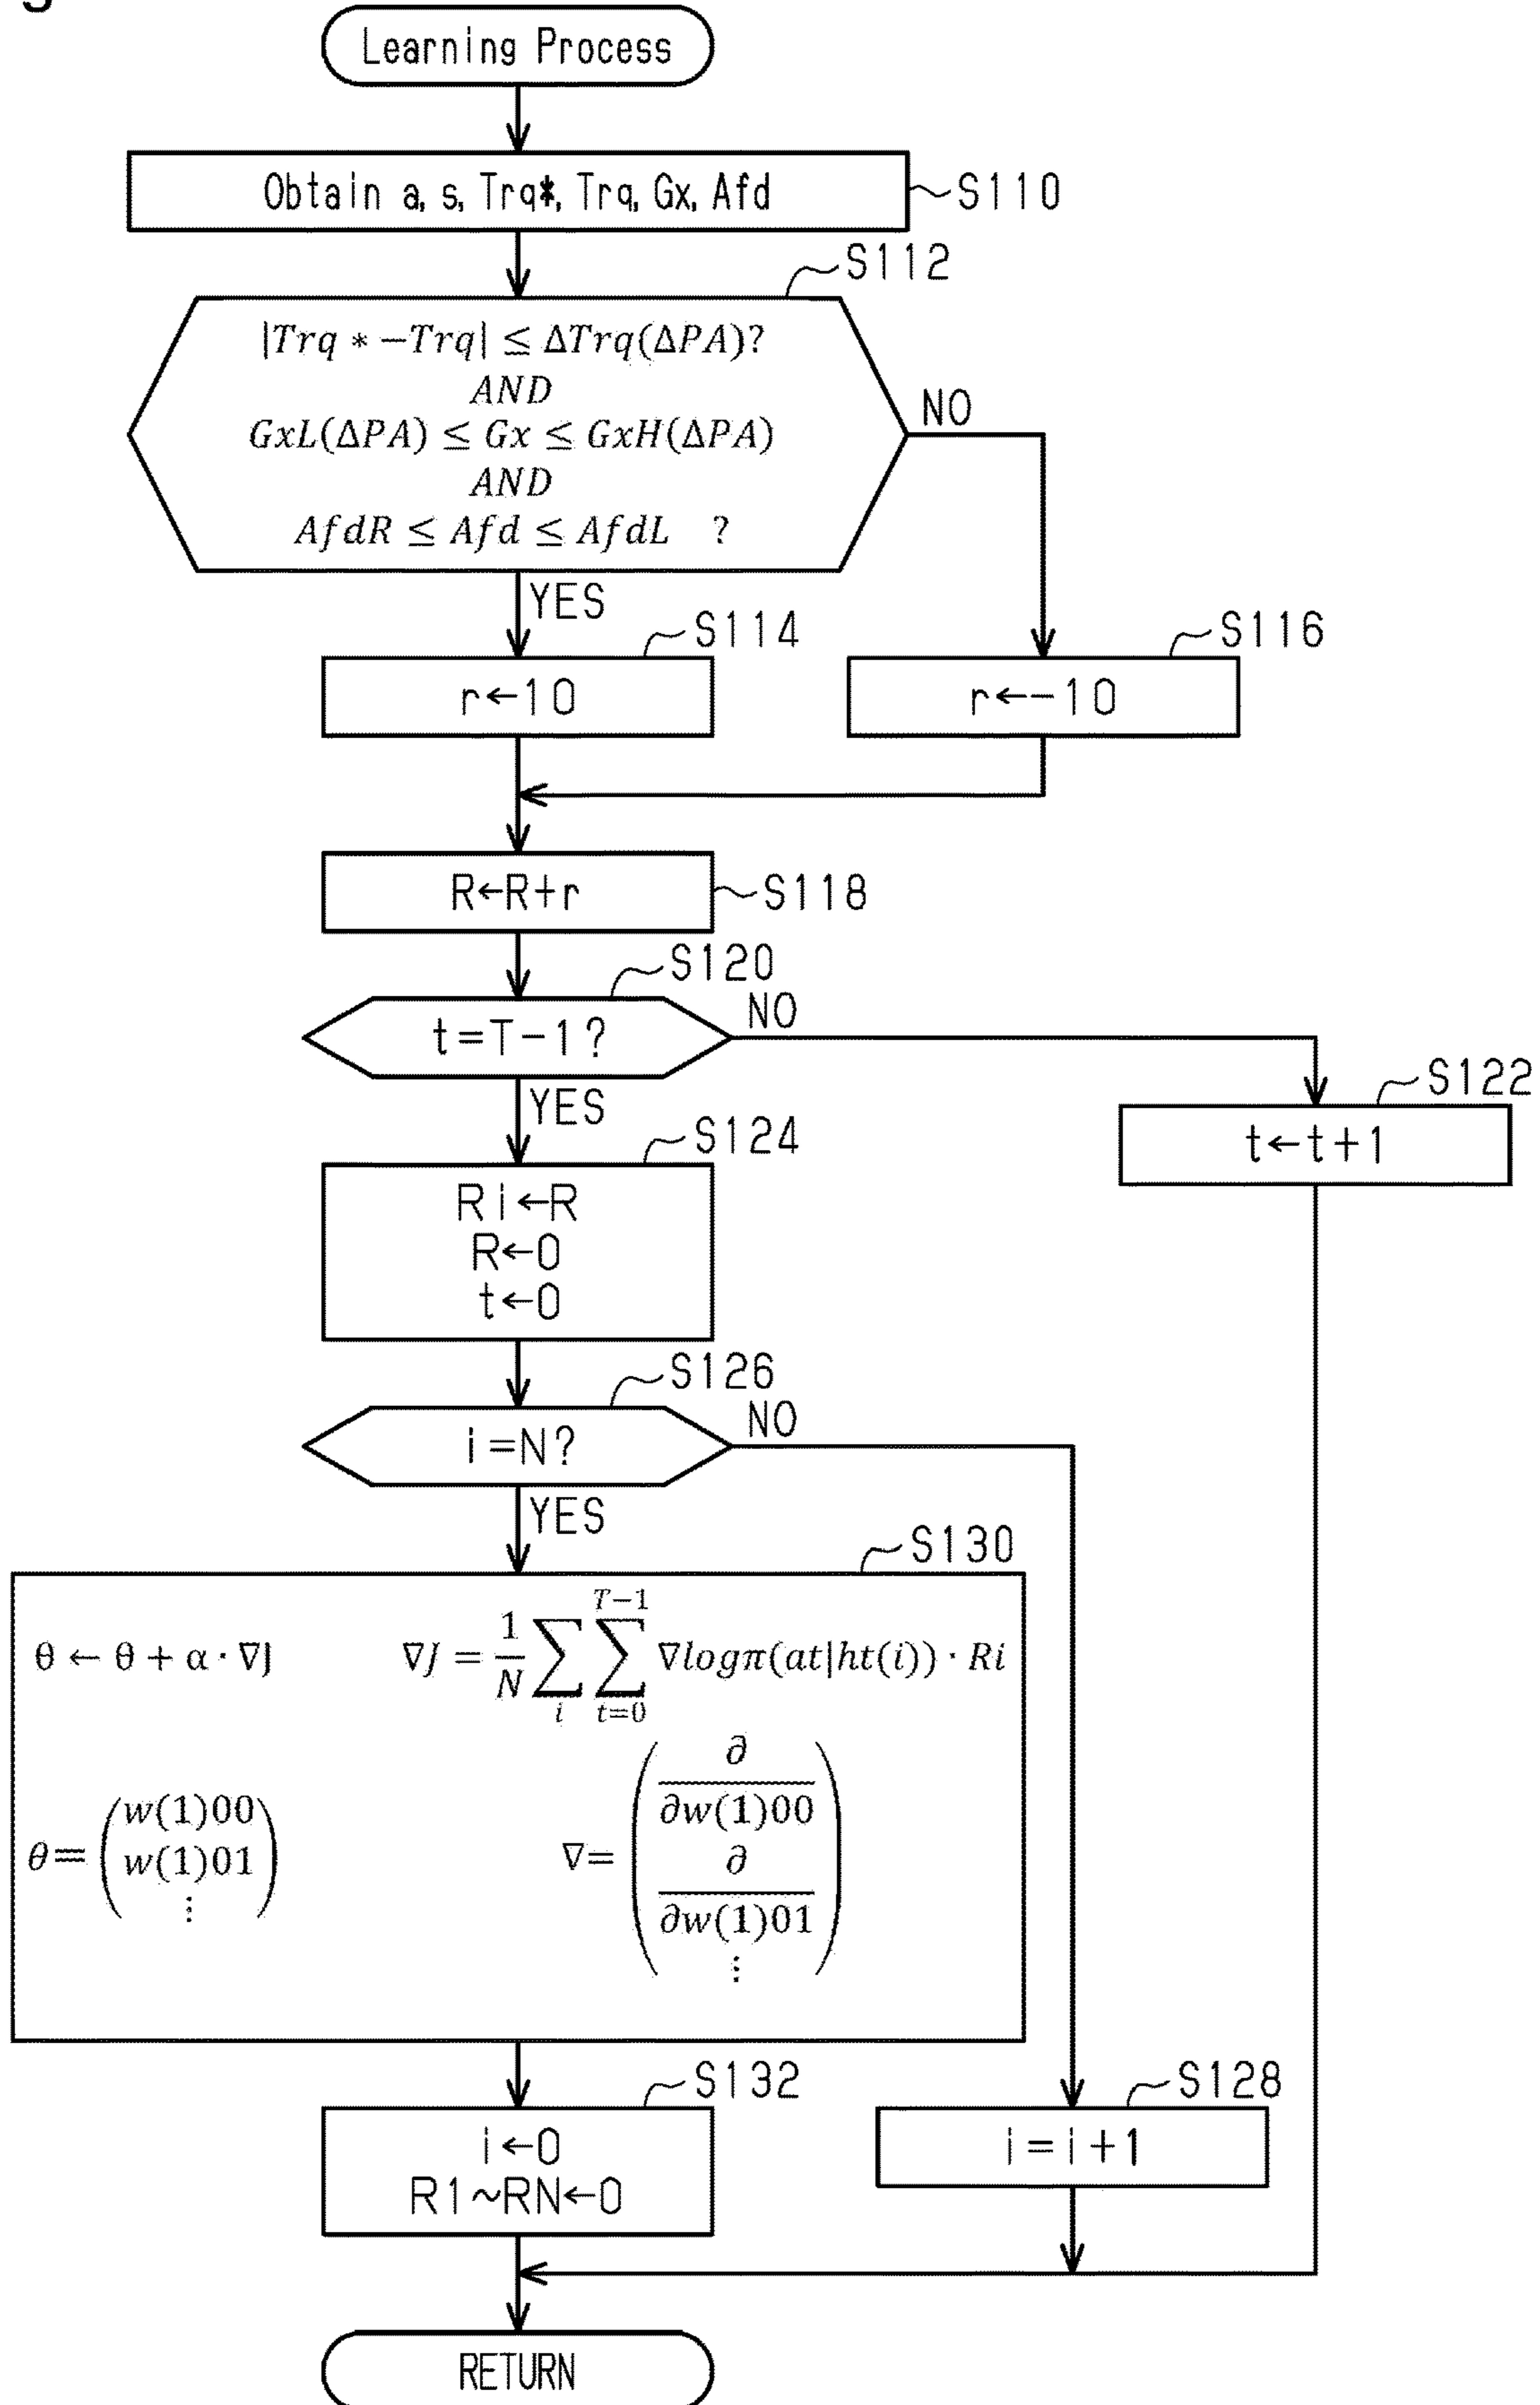 Learning Process
Obtain a, s, Trq*, Trq, Gx, Afd
S110
S112
|Trq * −Trq| ≤ ΔTrq(ΔPA)?
AND
GxL(ΔPA) ≤ Gx ≤ GxH(ΔPA)
AND
AfdR ≤ Afd ≤ AfdL ?
NO
YES
S114
r←10
S116
r←−10
R←R+r
S118
S120
t=T−1?
NO
YES
S122
t←t+1
S124
Ri←R
R←0
t←0
S126
i=N?
NO
YES
S130
θ ← θ + α · ∇J
∇J = 1/N ∑i ∑t=0 T−1 ∇logπ(at|ht(i)) · Ri
θ = (w(1)00
w(1)01
⋮)
∇= (∂/∂w(1)00
∂/∂w(1)01
⋮)
S132
i←0
R1~RN←0
S128
i=i+1
RETURN